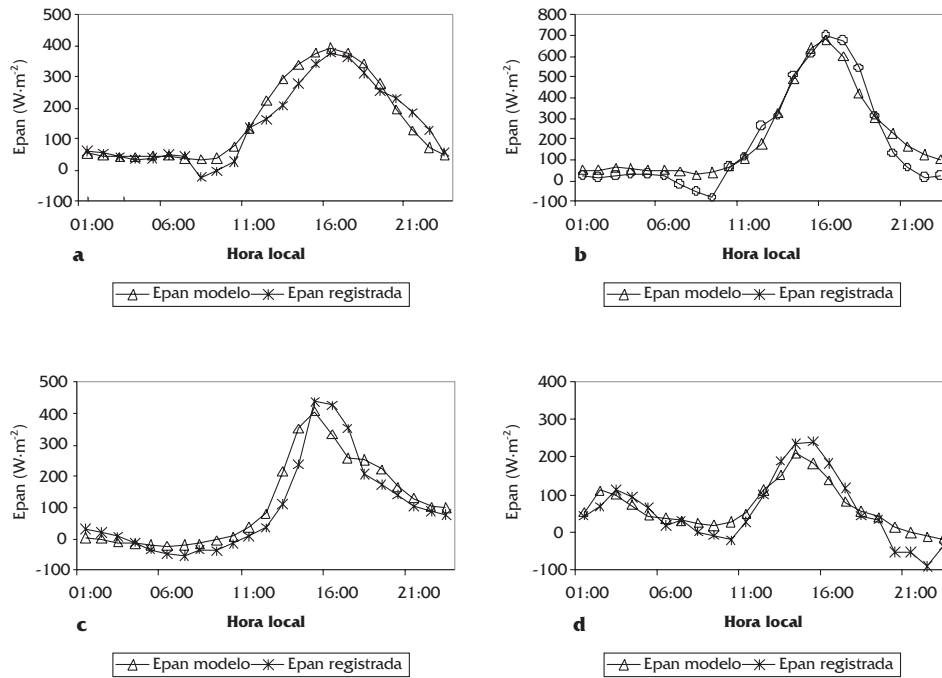 500
400
300
200
100
0
-100
Epan (W·m-2)
01:00 06:00 11:00 16:00 21:00
a
Hora local
Epan modelo Epan registrada
800
700
600
500
400
300
200
100
0
-100
Epan (W·m-2)
01:00 06:00 11:00 16:00 21:00
b
Hora local
Epan modelo Epan registrada
500
400
300
200
100
0
-100
Epan (W·m-2)
01:00 06:00 11:00 16:00 21:00
c
Hora local
Epan modelo Epan registrada
400
300
200
100
0
-100
Epan (W·m-2)
01:00 06:00 11:00 16:00 21:00
d
Hora local
Epan modelo Epan registrada